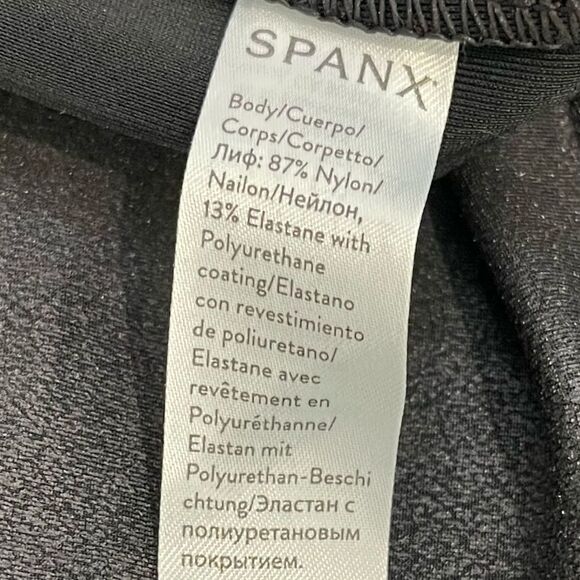 SPANX
Body/Cuerpo/
Corps/Corpetto/
Лиф: 87% Nylon/
Nailon/Нейлон,
13% Elastane with
Polyurethane
coating/Elastano
con revestimiento
de poliuretano/
Elastane avec
revêtement en
Polyuréthanne/
Elastan mit
Polyurethan-Beschi
chtung/Эластан с
полиуретановым
покрытием.